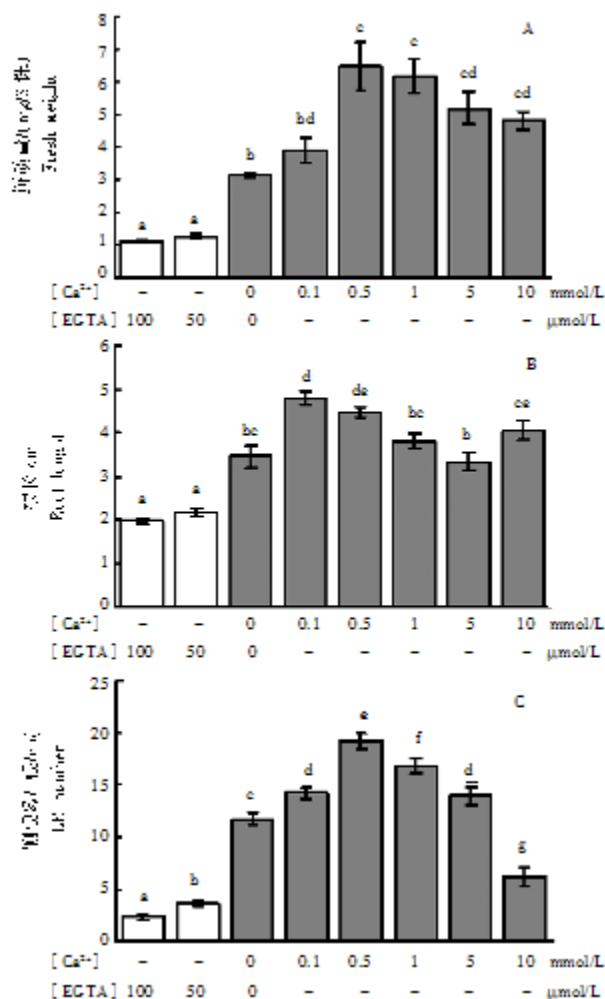 A
8
7
6
5
4
3
2
1
0
Fresh weight
a a b bd c c cd cd
[Ca²⁺] – – 0 0.1 0.5 1 5 10 mmol/L
[EGTA] 100 50 0 – – – – – μmol/L
B
6
5
4
3
2
1
0
Root length
a a bc d de bc b ce
[Ca²⁺] – – 0 0.1 0.5 1 5 10 mmol/L
[EGTA] 100 50 0 – – – – – μmol/L
C
25
20
15
10
5
0
LR number
a b c d e f d g
[Ca²⁺] – – 0 0.1 0.5 1 5 10 mmol/L
[EGTA] 100 50 0 – – – – – μmol/L